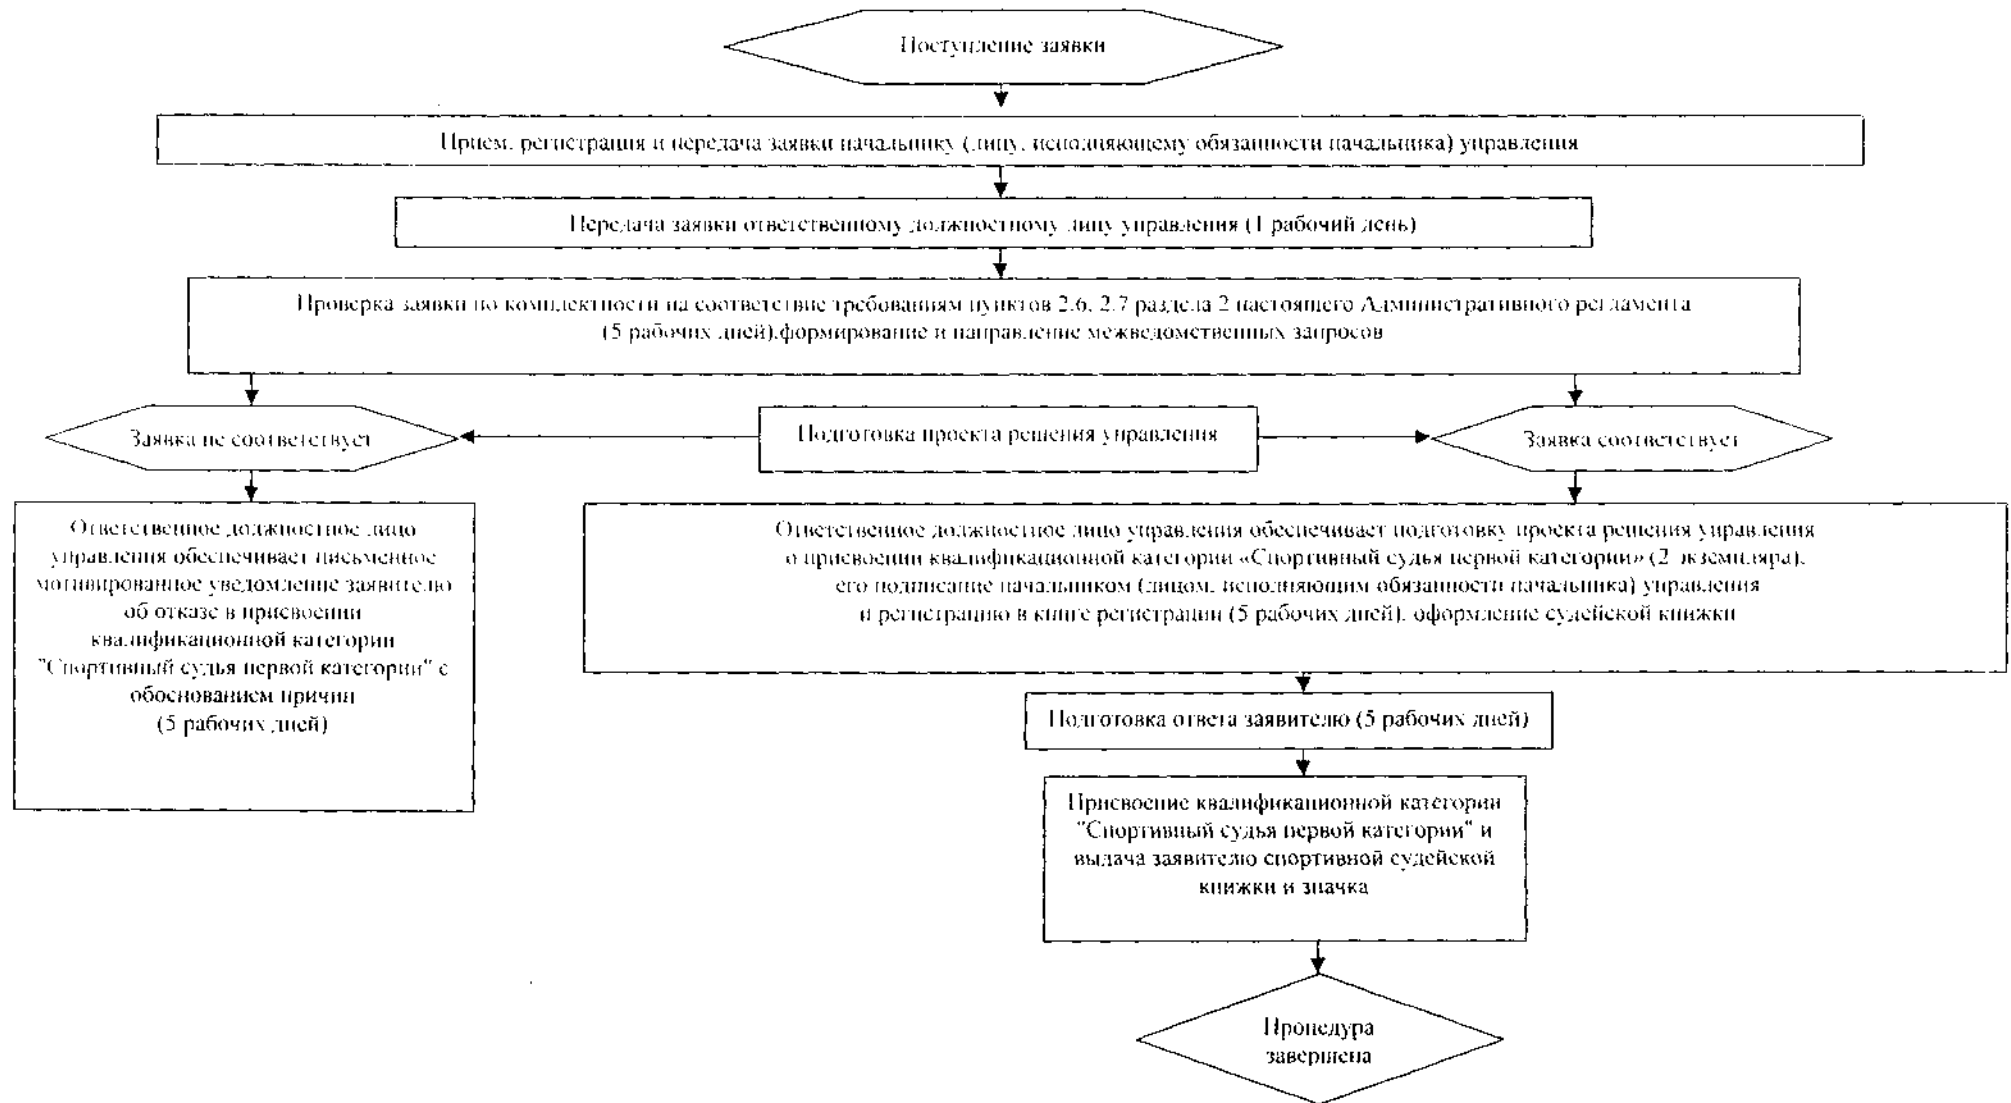 Поступление заявки
Прием, регистрация и передача заявки начальнику (лицу, исполняющему обязанности начальника) управления
Передача заявки ответственному должностному лицу управления (1 рабочий день)
Проверка заявки по комплектности на соответствие требованиям пунктов 2.6, 2.7 раздела 2 настоящего Административного регламента
(5 рабочих дней),формирование и направление межведомственных запросов
Заявка не соответствует
Подготовка проекта решения управления
Заявка соответствует
Ответственное должностное лицо
управления обеспечивает письменное
мотивированное уведомление заявителю
об отказе в присвоении
квалификационной категории
"Спортивный судья первой категории" с
обоснованием причин
(5 рабочих дней)
Ответственное должностное лицо управления обеспечивает подготовку проекта решения управления
о присвоении квалификационной категории «Спортивный судья первой категории» (2 экземпляра),
его подписание начальником (лицом, исполняющим обязанности начальника) управления
и регистрацию в книге регистрации (5 рабочих дней), оформление судейской книжки
Подготовка ответа заявителю (5 рабочих дней)
Присвоение квалификационной категории
"Спортивный судья первой категории" и
выдача заявителю спортивной судейской
книжки и значка
Процедура
завершена